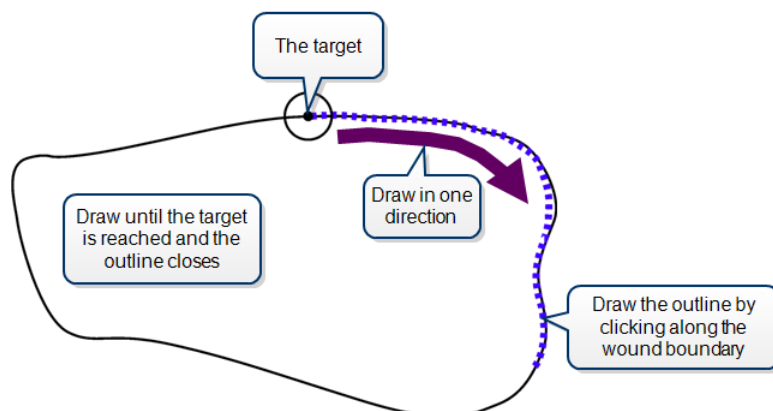 The target
Draw in one
direction
Draw until the target
is reached and the
outline closes
Draw the outline by
clicking along the
wound boundary